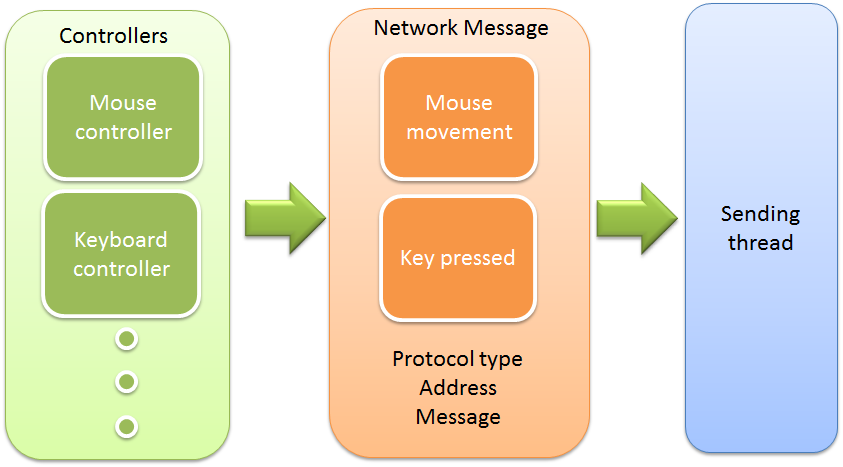 Controllers
Mouse
controller
Keyboard
controller
Network Message
Mouse
movement
Key pressed
Protocol type
Address
Message
Sending
thread